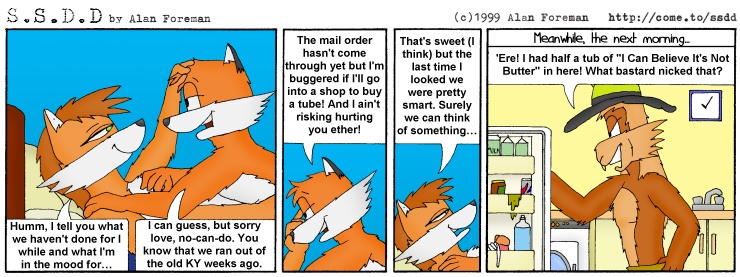 S.S.D.D by Alan Foreman
(c)1999 Alan Foreman http://come.to/ssdd
Humm, I tell you what
we haven't done for I
while and what I'm
in the mood for...
I can guess, but sorry
love, no-can-do. You
know that we ran out of
the old KY weeks ago.
The mail order
hasn't come
through yet but I'm
buggered if I'll go
into a shop to buy
a tube! And I ain't
risking hurting
you ether!
That's sweet (I
think) but the
last time I
looked we
were pretty
smart. Surely
we can think
of something...
Meanwhile, the next morning...
'Ere! I had half a tub of "I Can Believe It's Not
Butter" in here! What bastard nicked that?
MILK